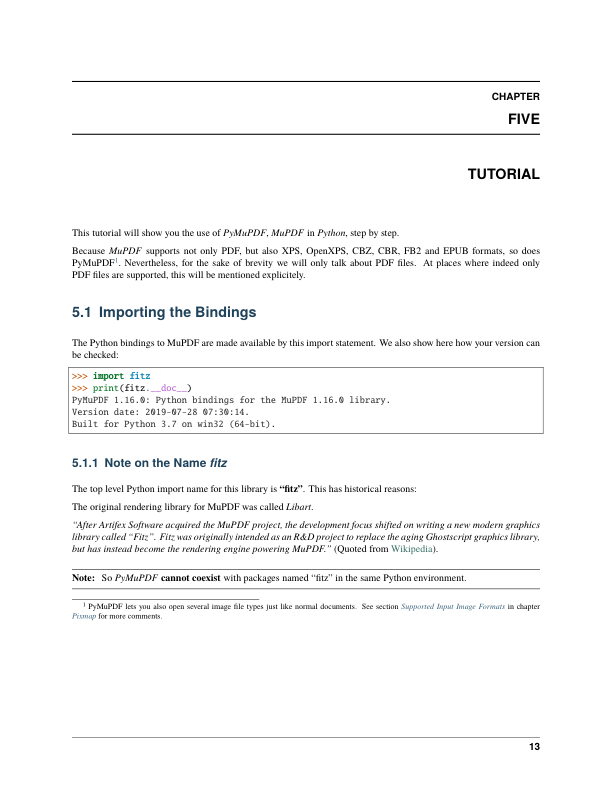 CHAPTER
FIVE
TUTORIAL
This tutorial will show you the use of PyMuPDF, MuPDF in Python, step by step.
Because MuPDF supports not only PDF, but also XPS, OpenXPS, CBZ, CBR, FB2 and EPUB formats, so does
PyMuPDF¹. Nevertheless, for the sake of brevity we will only talk about PDF files. At places where indeed only
PDF files are supported, this will be mentioned explicitly.
5.1 Importing the Bindings
The Python bindings to MuPDF are made available by this import statement. We also show here how your version can
be checked:
>>> import fitz
>>> print(fitz.__doc__)
PyMuPDF 1.16.0: Python bindings for the MuPDF 1.16.0 library.
Version date: 2019-07-28 07:30:14.
Built for Python 3.7 on win32 (64-bit).
5.1.1 Note on the Name fitz
The top level Python import name for this library is “fitz”. This has historical reasons:
The original rendering library for MuPDF was called Libart.
“After Artifex Software acquired the MuPDF project, the development focus shifted on writing a new modern graphics
library called “Fitz”. Fitz was originally intended as an R&D project to replace the aging Ghostscript graphics library,
but has instead become the rendering engine powering MuPDF.” (Quoted from Wikipedia).
Note: So PyMuPDF cannot coexist with packages named “fitz” in the same Python environment.
¹ PyMuPDF lets you also open several image file types just like normal documents. See section Supported Input Image Formats in chapter
Pixmap for more comments.
13